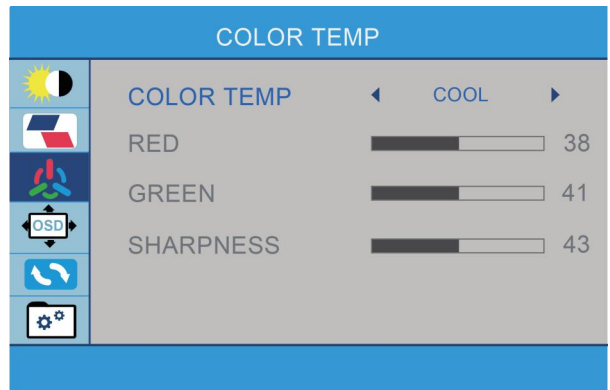 COLOR TEMP
COLOR TEMP COOL
RED 38
GREEN 41
OSD
SHARPNESS 43